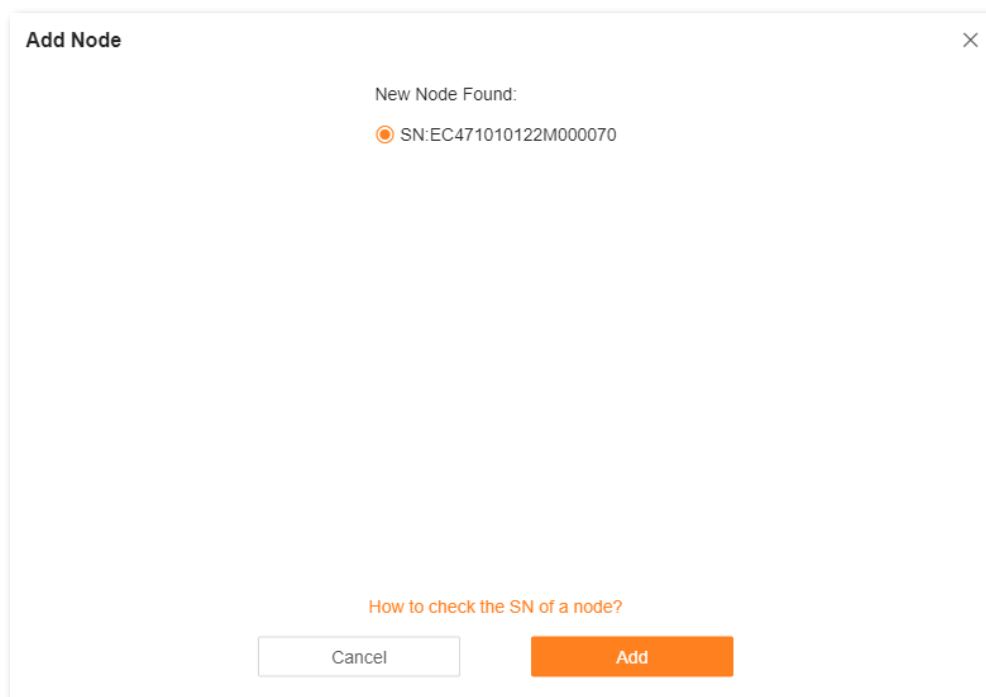 Add Node
New Node Found:
SN:EC471010122M000070
How to check the SN of a node?
Cancel
Add